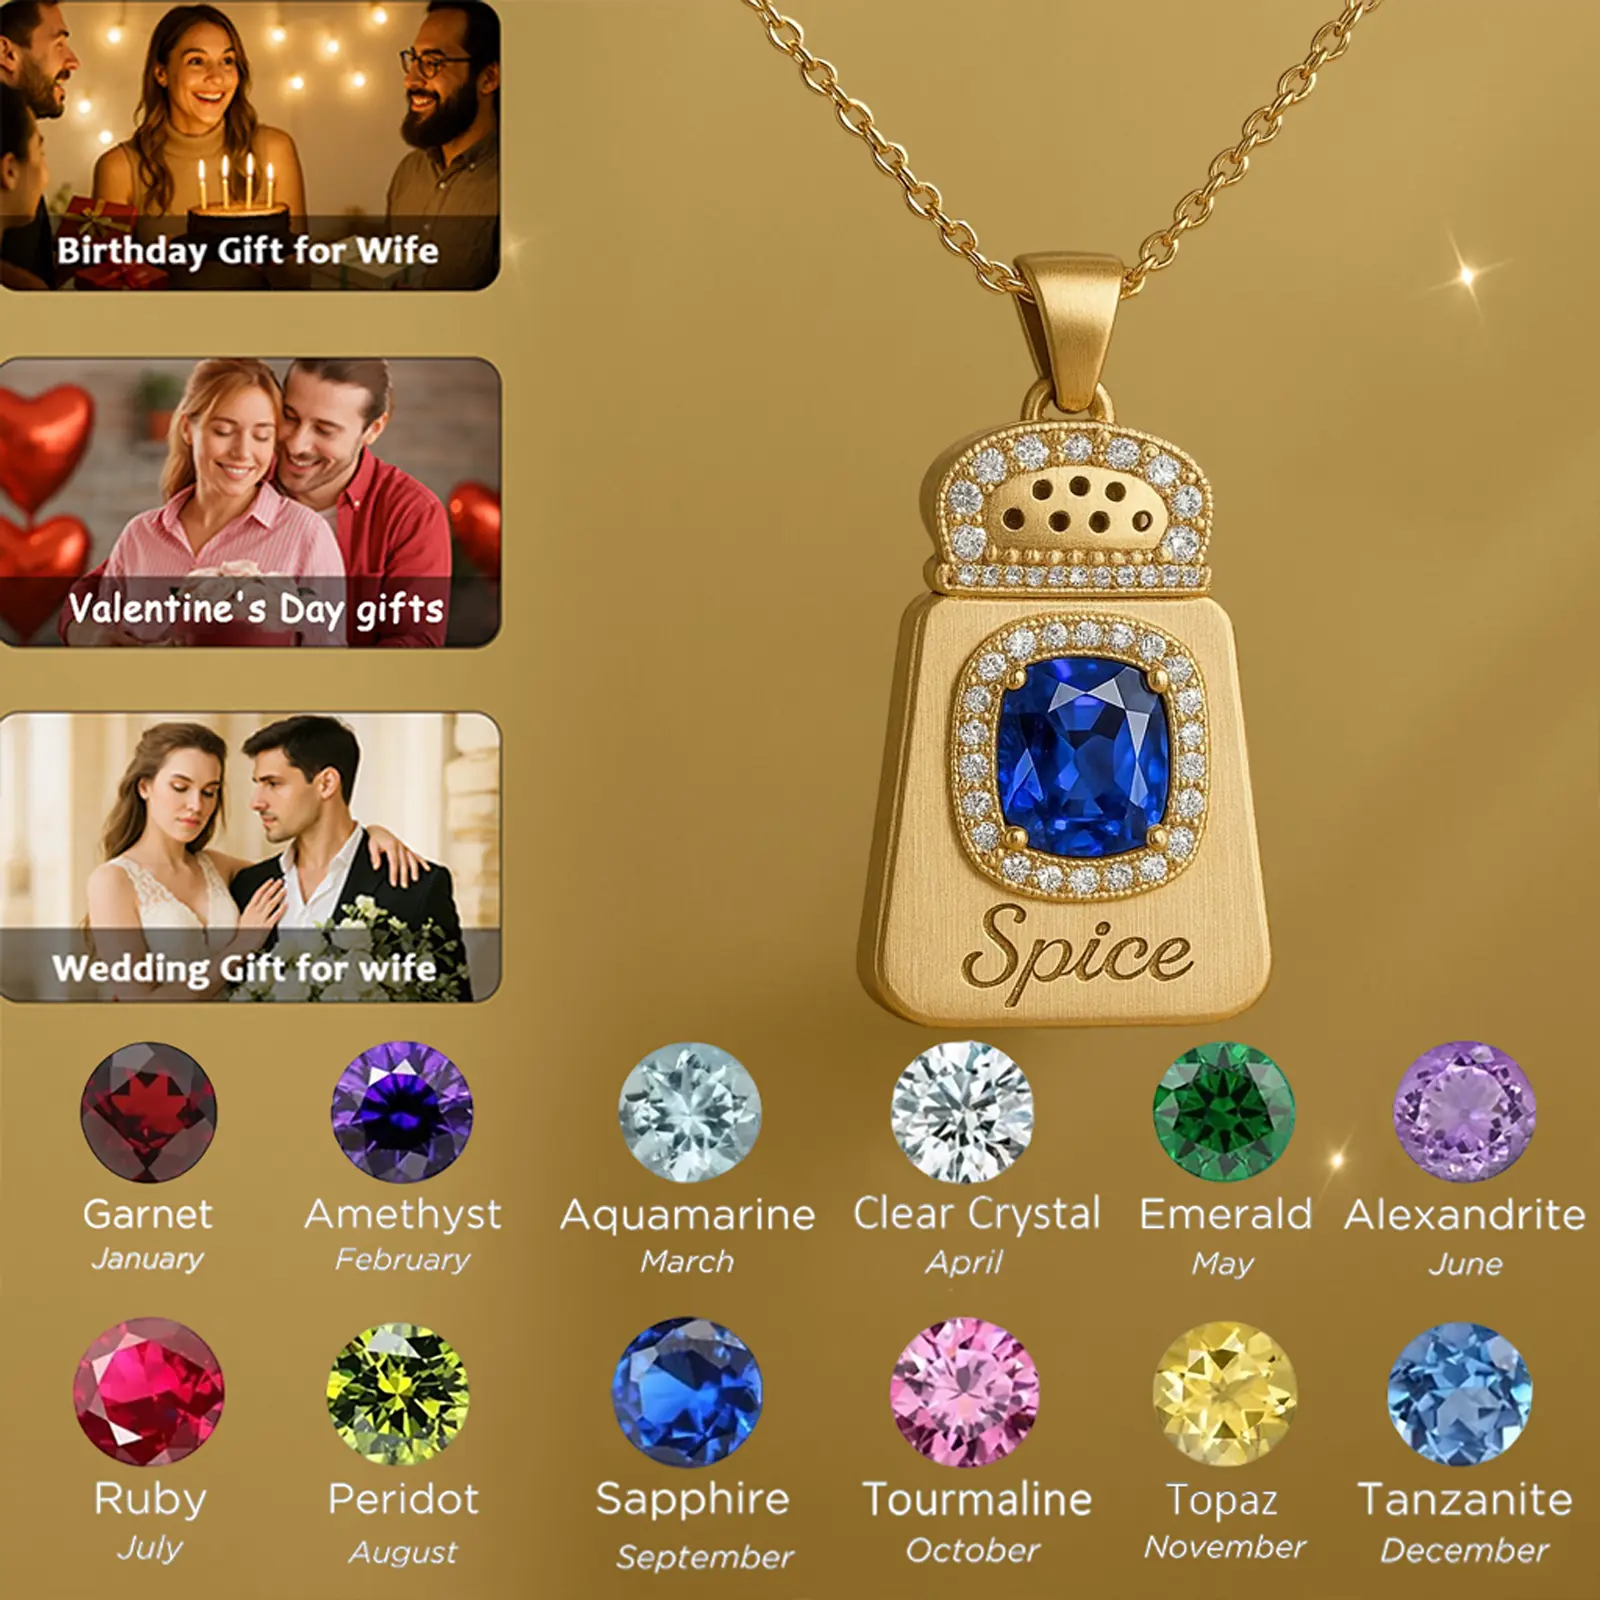 Birthday Gift for Wife
Valentine's Day gifts
Wedding Gift for wife
Spice
Garnet
January
Amethyst
February
Aquamarine
March
Clear Crystal
April
Emerald
May
Alexandrite
June
Ruby
July
Peridot
August
Sapphire
September
Tourmaline
October
Topaz
November
Tanzanite
December